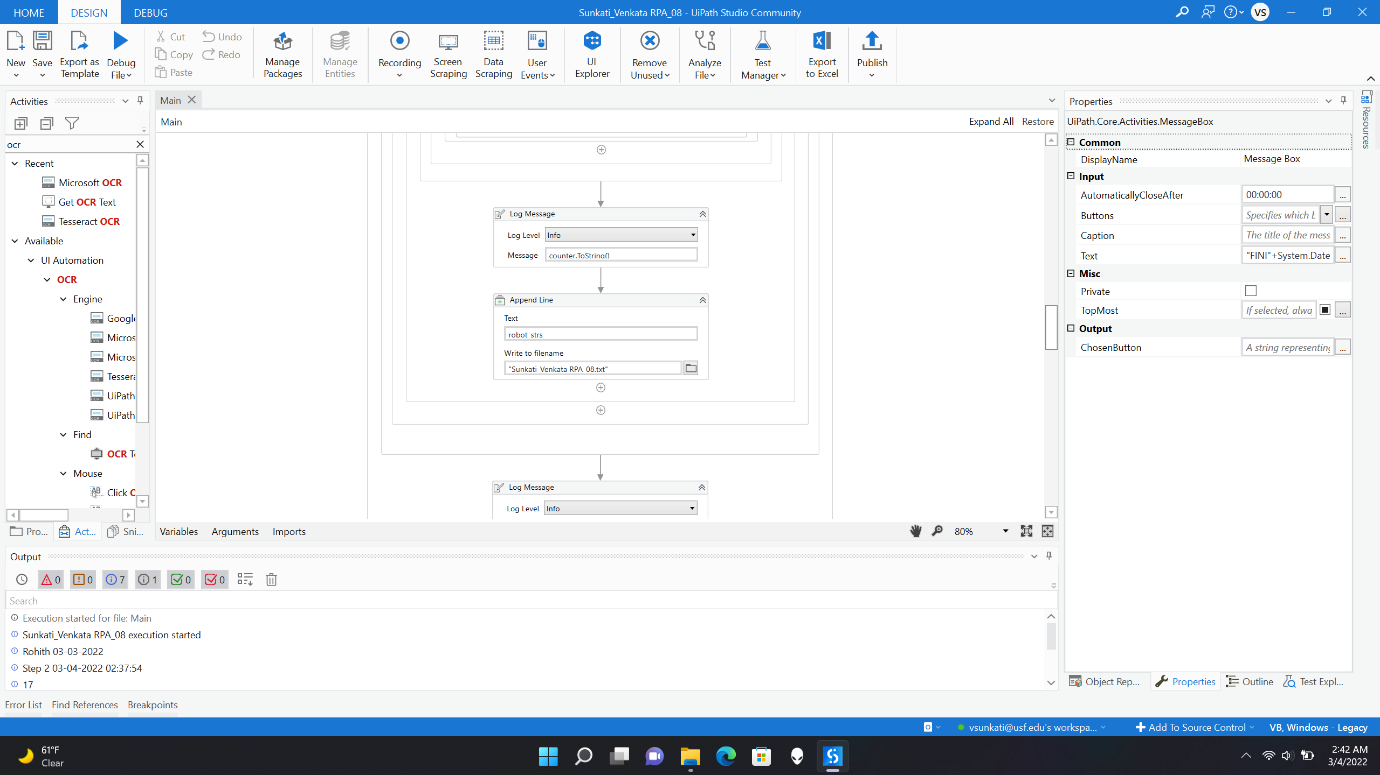 HOME DESIGN DEBUG Sunkati_Venkata RPA_08 - UiPath Studio Community VS
New Save Export as Template Debug File Cut Copy Paste Undo Redo Manage Packages Manage Entities Recording Screen Scraping Data Scraping User Events UI Explorer Remove Unused Analyze File Test Manager Export to Excel Publish
Activities
ocr
Recent
Microsoft OCR
Get OCR Text
Tesseract OCR
Available
UI Automation
OCR
Engine
Google
Micros
Micros
Tessera
UiPath
UiPath
Find
OCR Te
Mouse
Click O
Pro... Act... Sni...
Main
Main Expand All Restore
Log Message
Log Level Info
Message counter.ToString()
Append Line
Text
robot_strs
Write to filename
"Sunkati_Venkata RPA_08.txt"
Log Message
Log Level Info
Variables Arguments Imports 80%
Properties
UiPath.Core.Activities.MessageBox
Common
DisplayName Message Box
Input
AutomaticallyCloseAfter 00:00:00 ...
Buttons Specifies which b ...
Caption The title of the mess ...
Text "FINI"+System.Date ...
Misc
Private
TopMost If selected, alwa ...
Output
ChosenButton A string representing ...
Resources
Object Rep... Properties Outline Test Expl...
Output
0 0 7 1 0 0
Search
Execution started for file: Main
Sunkati_Venkata RPA_08 execution started
Rohith 03-03-2022
Step 2 03-04-2022 02:37:54
17
Error List Find References Breakpoints
vsunkati@usf.edu's workspa... Add To Source Control VB, Windows - Legacy
61°F
Clear
2:42 AM
3/4/2022